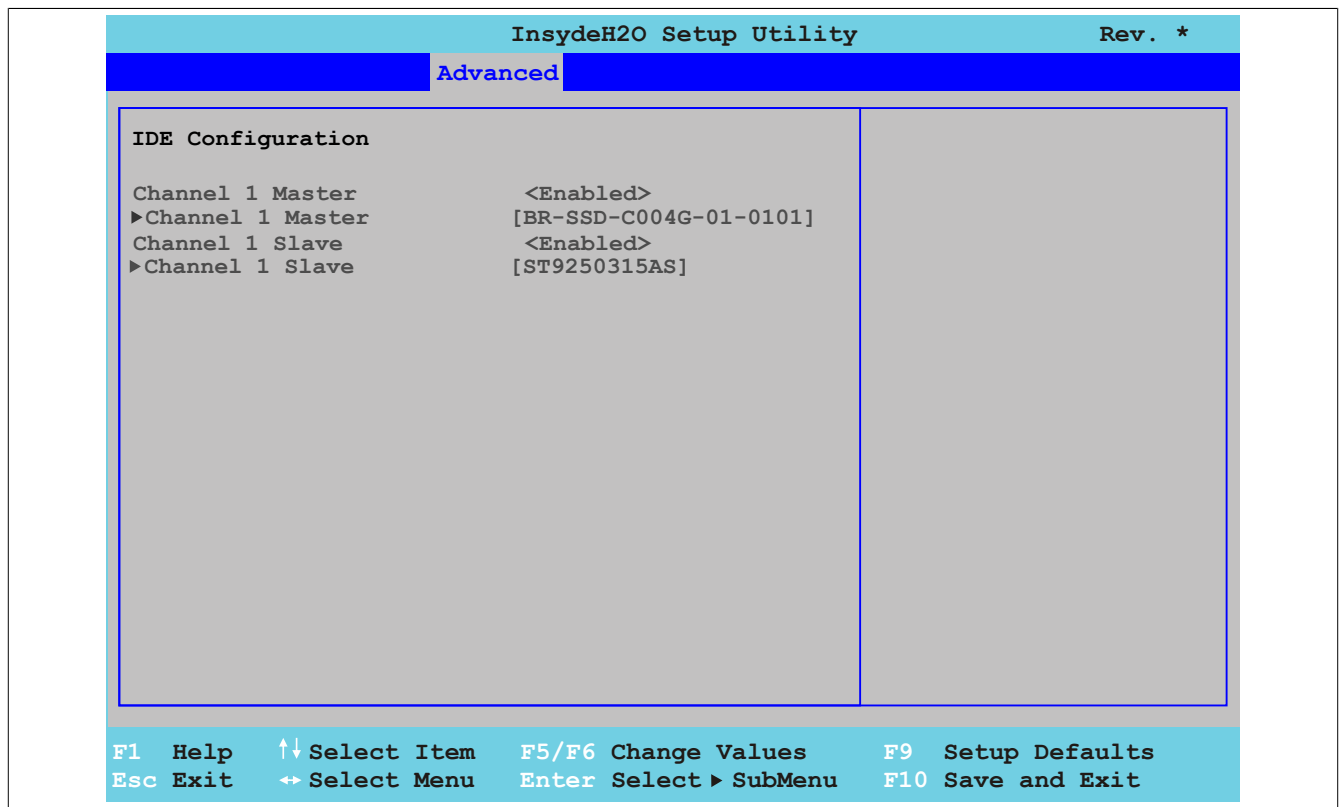 InsydeH2O Setup Utility Rev. *
Advanced
IDE Configuration
Channel 1 Master <Enabled>
▶Channel 1 Master [BR-SSD-C004G-01-0101]
Channel 1 Slave <Enabled>
▶Channel 1 Slave [ST9250315AS]
F1 Help ↑↓ Select Item F5/F6 Change Values F9 Setup Defaults
Esc Exit ↔ Select Menu Enter Select ▶ SubMenu F10 Save and Exit